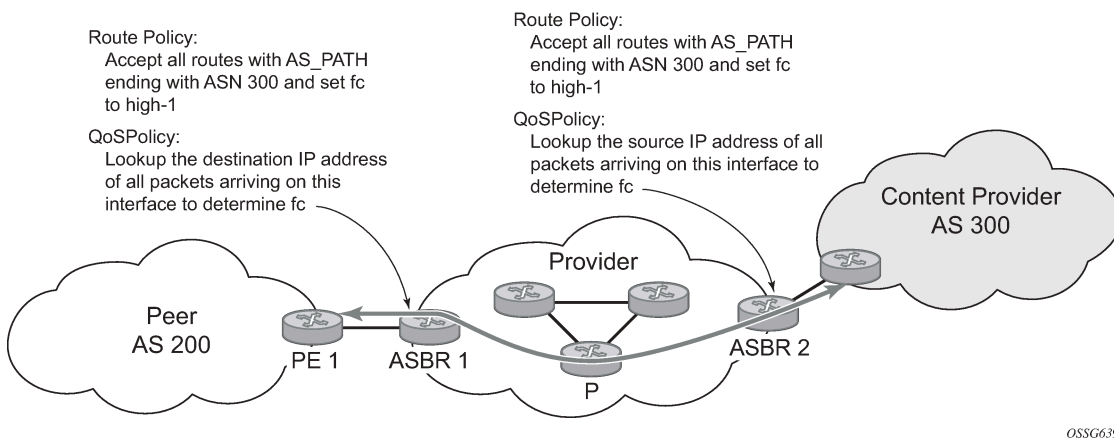 Route Policy:
Accept all routes with AS_PATH
ending with ASN 300 and set fc
to high-1
QoSPolicy:
Lookup the destination IP address
of all packets arriving on this
interface to determine fc
Route Policy:
Accept all routes with AS_PATH
ending with ASN 300 and set fc
to high-1
QoSPolicy:
Lookup the source IP address of all
packets arriving on this interface to
determine fc
Content Provider
AS 300
Provider
Peer
AS 200
PE 1
ASBR 1
P
ASBR 2